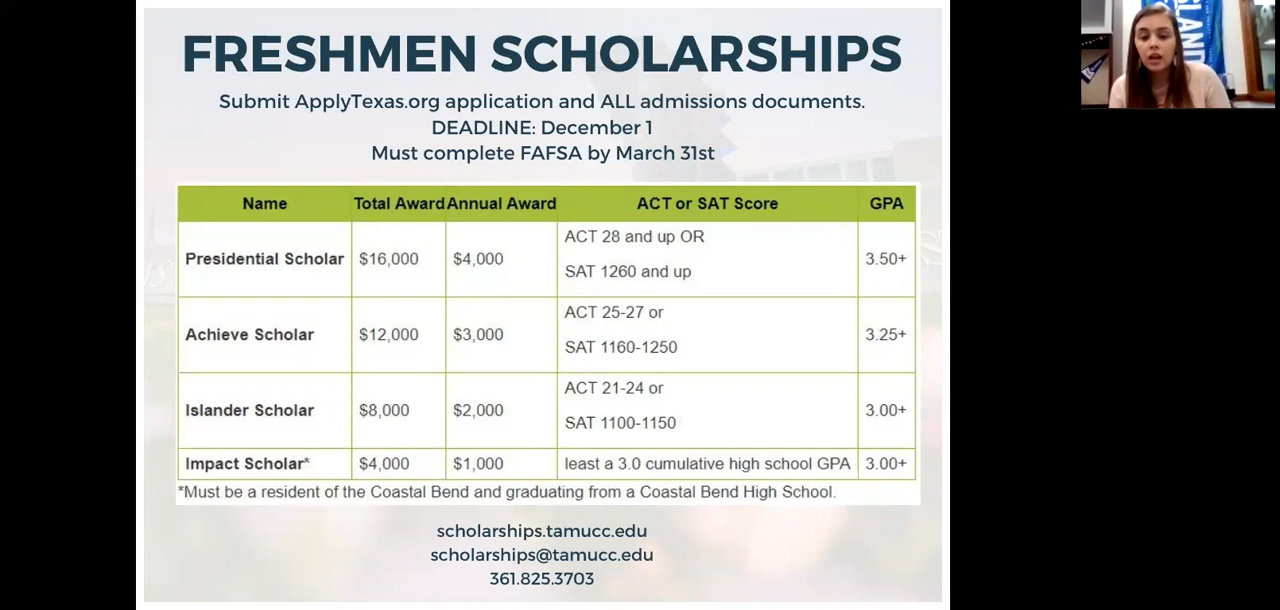 FRESHMEN SCHOLARSHIPS
Submit ApplyTexas.org application and ALL admissions documents.
DEADLINE: December 1
Must complete FAFSA by March 31st
Name Total Award Annual Award ACT or SAT Score GPA
Presidential Scholar $16,000 $4,000 ACT 28 and up OR SAT 1260 and up 3.50+
Achieve Scholar $12,000 $3,000 ACT 25-27 or SAT 1160-1250 3.25+
Islander Scholar $8,000 $2,000 ACT 21-24 or SAT 1100-1150 3.00+
Impact Scholar* $4,000 $1,000 least a 3.0 cumulative high school GPA 3.00+
*Must be a resident of the Coastal Bend and graduating from a Coastal Bend High School.
scholarships.tamucc.edu
scholarships@tamucc.edu
361.825.3703